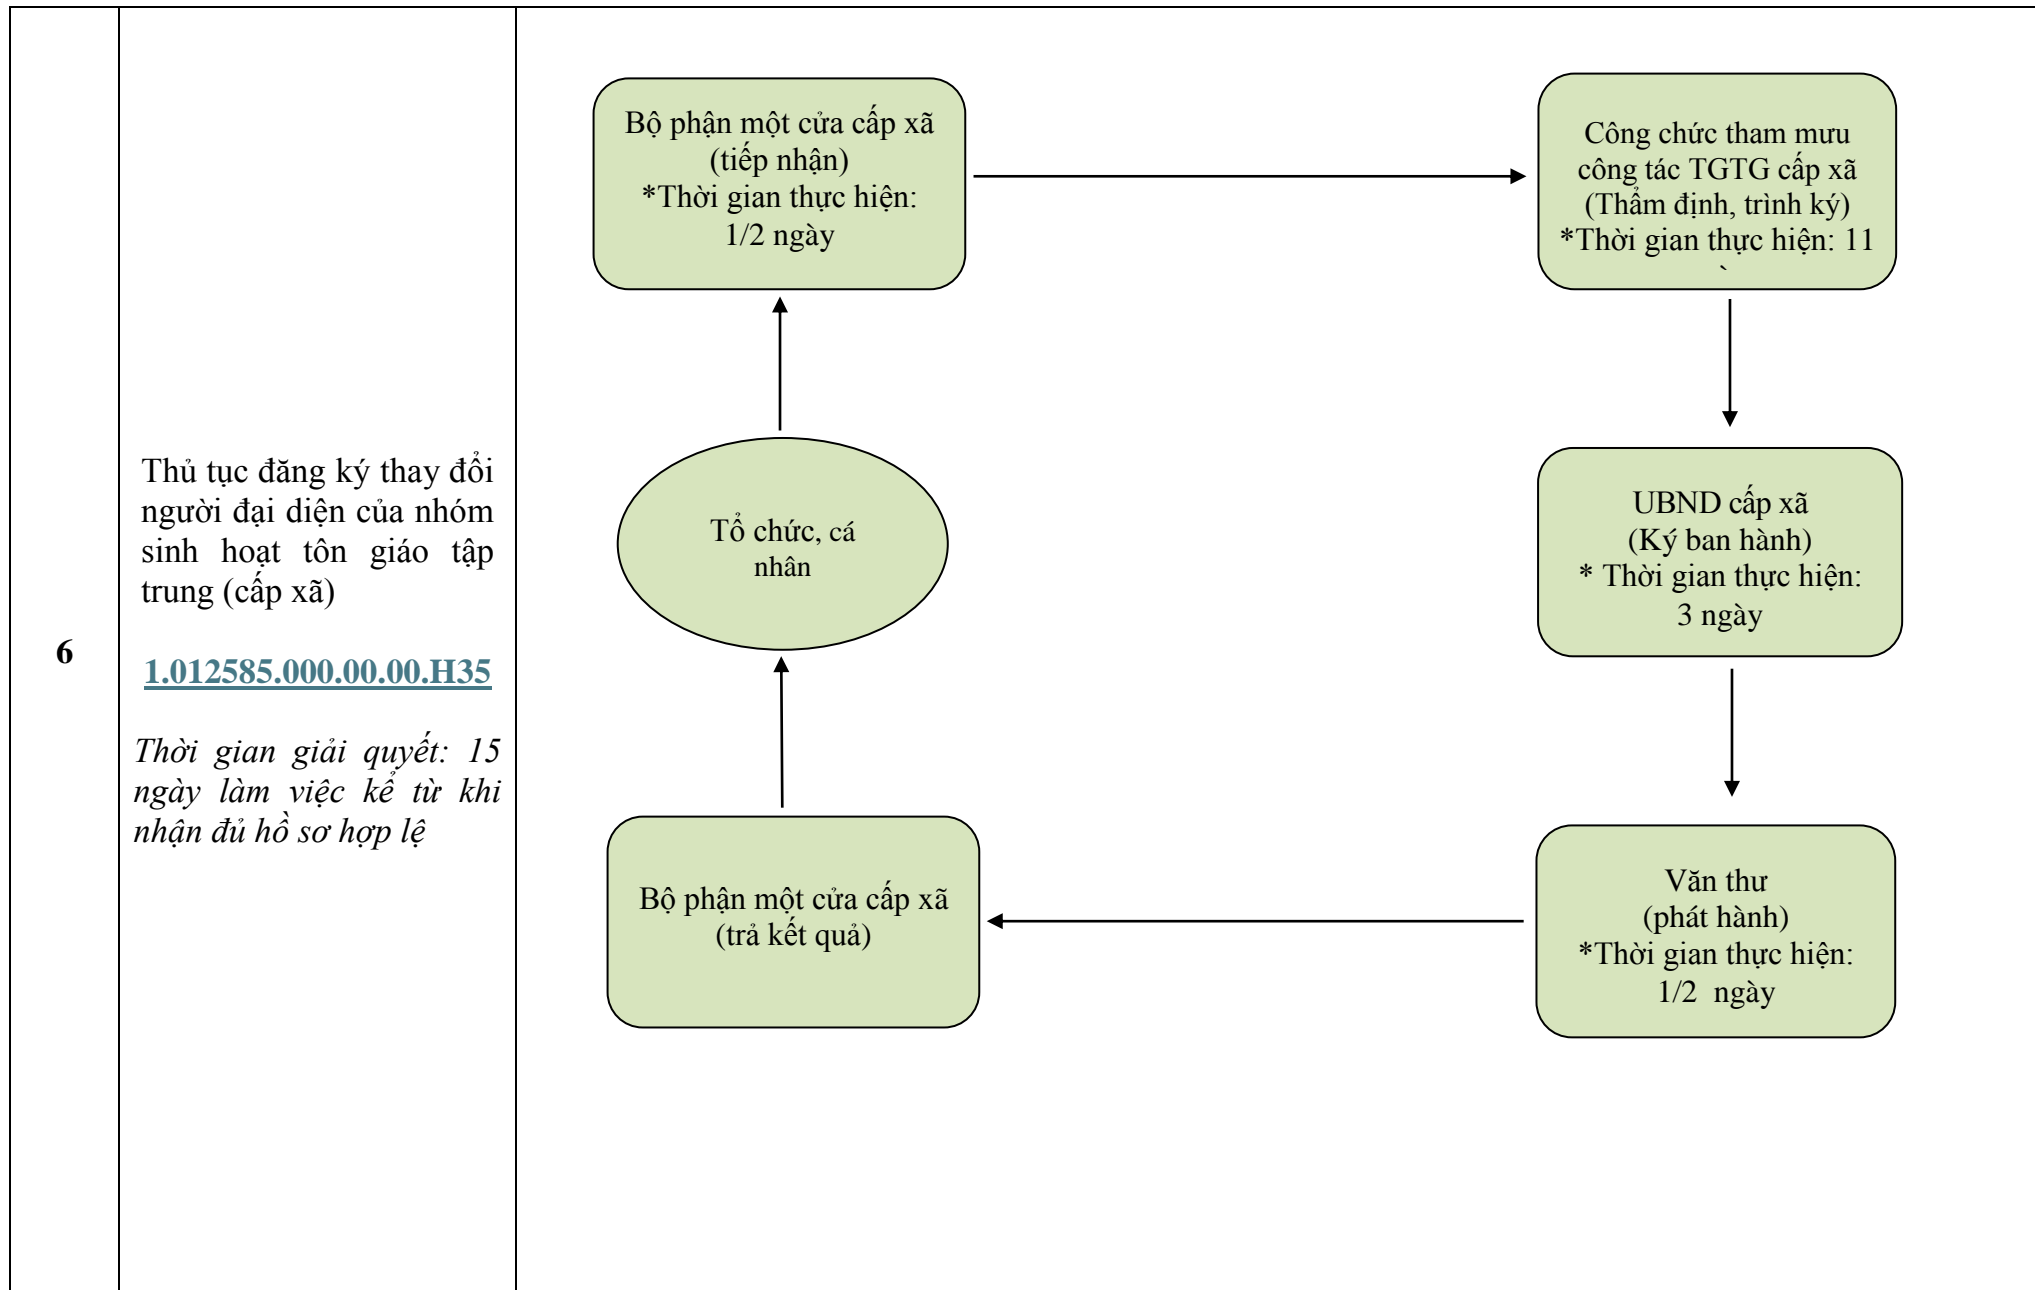 6
Thủ tục đăng ký thay đổi
người đại diện của nhóm
sinh hoạt tôn giáo tập
trung (cấp xã)
1.012585.000.00.00.H35
Thời gian giải quyết: 15
ngày làm việc kể từ khi
nhận đủ hồ sơ hợp lệ
Bộ phận một cửa cấp xã
(tiếp nhận)
*Thời gian thực hiện:
1/2 ngày
Công chức tham mưu
công tác TGTG cấp xã
(Thẩm định, trình ký)
*Thời gian thực hiện: 11
Tổ chức, cá
nhân
UBND cấp xã
(Ký ban hành)
* Thời gian thực hiện:
3 ngày
Bộ phận một cửa cấp xã
(trả kết quả)
Văn thư
(phát hành)
*Thời gian thực hiện:
1/2 ngày